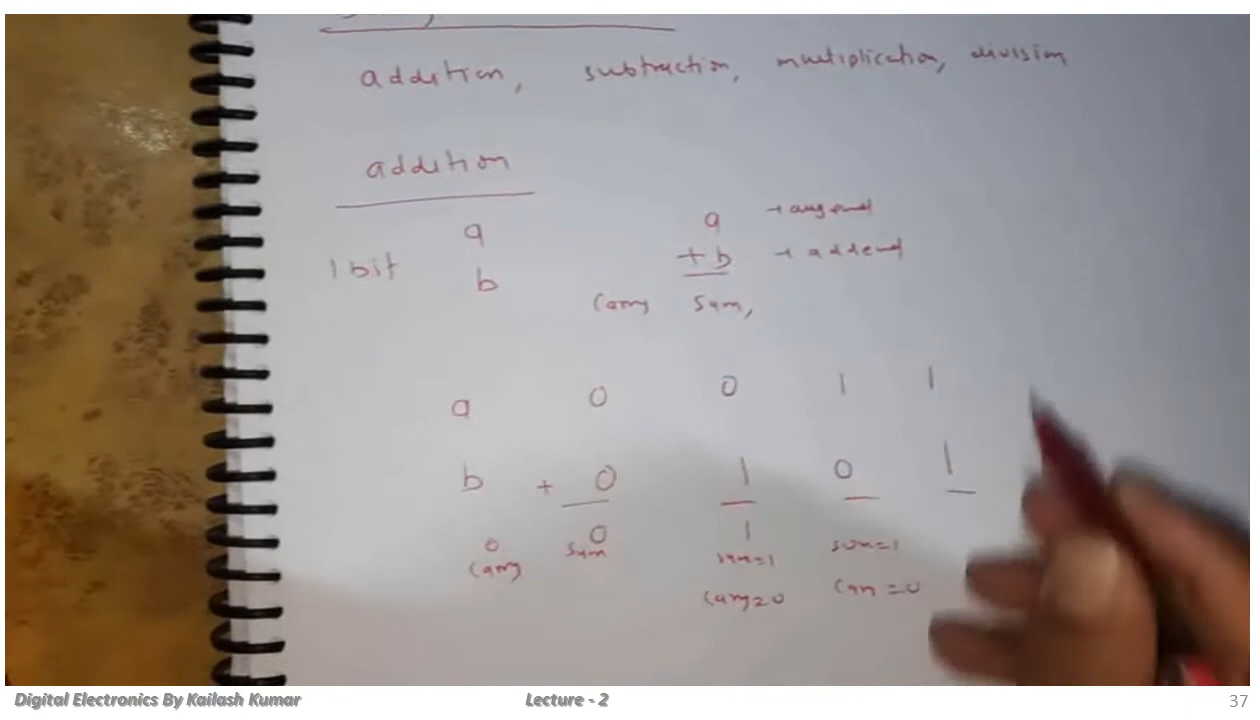 addition, subtraction, multiplication, division
addition
a a → augend
1 bit b + b → addend
carry sum,
a 0 0 1 1
b + 0 1 0 1
0 0 1
carry sum sum=1 sum=1
carry=0 carry=0
Digital Electronics By Kailash Kumar Lecture - 2 37